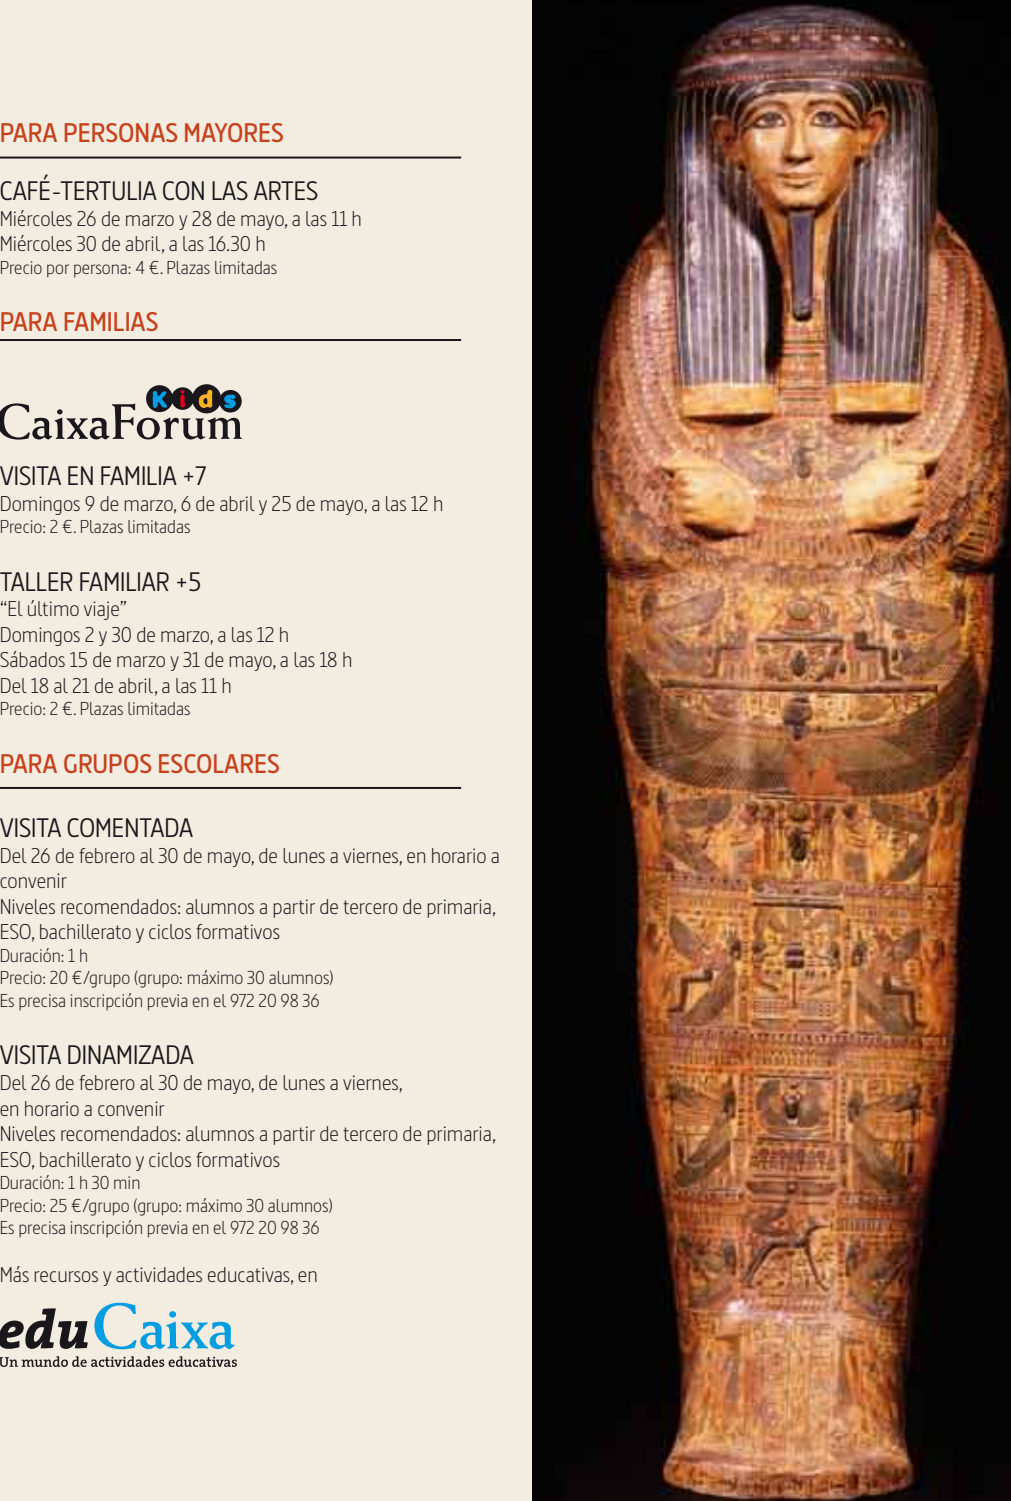 PARA PERSONAS MAYORES
CAFÉ-TERTULIA CON LAS ARTES
Miércoles 26 de marzo y 28 de mayo, a las 11 h
Miércoles 30 de abril, a las 16.30 h
Precio por persona: 4 €. Plazas limitadas
PARA FAMILIAS
Kids
CaixaForum
VISITA EN FAMILIA +7
Domingos 9 de marzo, 6 de abril y 25 de mayo, a las 12 h
Precio: 2 €. Plazas limitadas
TALLER FAMILIAR +5
“El último viaje”
Domingos 2 y 30 de marzo, a las 12 h
Sábados 15 de marzo y 31 de mayo, a las 18 h
Del 18 al 21 de abril, a las 11 h
Precio: 2 €. Plazas limitadas
PARA GRUPOS ESCOLARES
VISITA COMENTADA
Del 26 de febrero al 30 de mayo, de lunes a viernes, en horario a
convenir
Niveles recomendados: alumnos a partir de tercero de primaria,
ESO, bachillerato y ciclos formativos
Duración: 1 h
Precio: 20 €/grupo (grupo: máximo 30 alumnos)
Es precisa inscripción previa en el 972 20 98 36
VISITA DINAMIZADA
Del 26 de febrero al 30 de mayo, de lunes a viernes,
en horario a convenir
Niveles recomendados: alumnos a partir de tercero de primaria,
ESO, bachillerato y ciclos formativos
Duración: 1 h 30 min
Precio: 25 €/grupo (grupo: máximo 30 alumnos)
Es precisa inscripción previa en el 972 20 98 36
Más recursos y actividades educativas, en
eduCaixa
Un mundo de actividades educativas